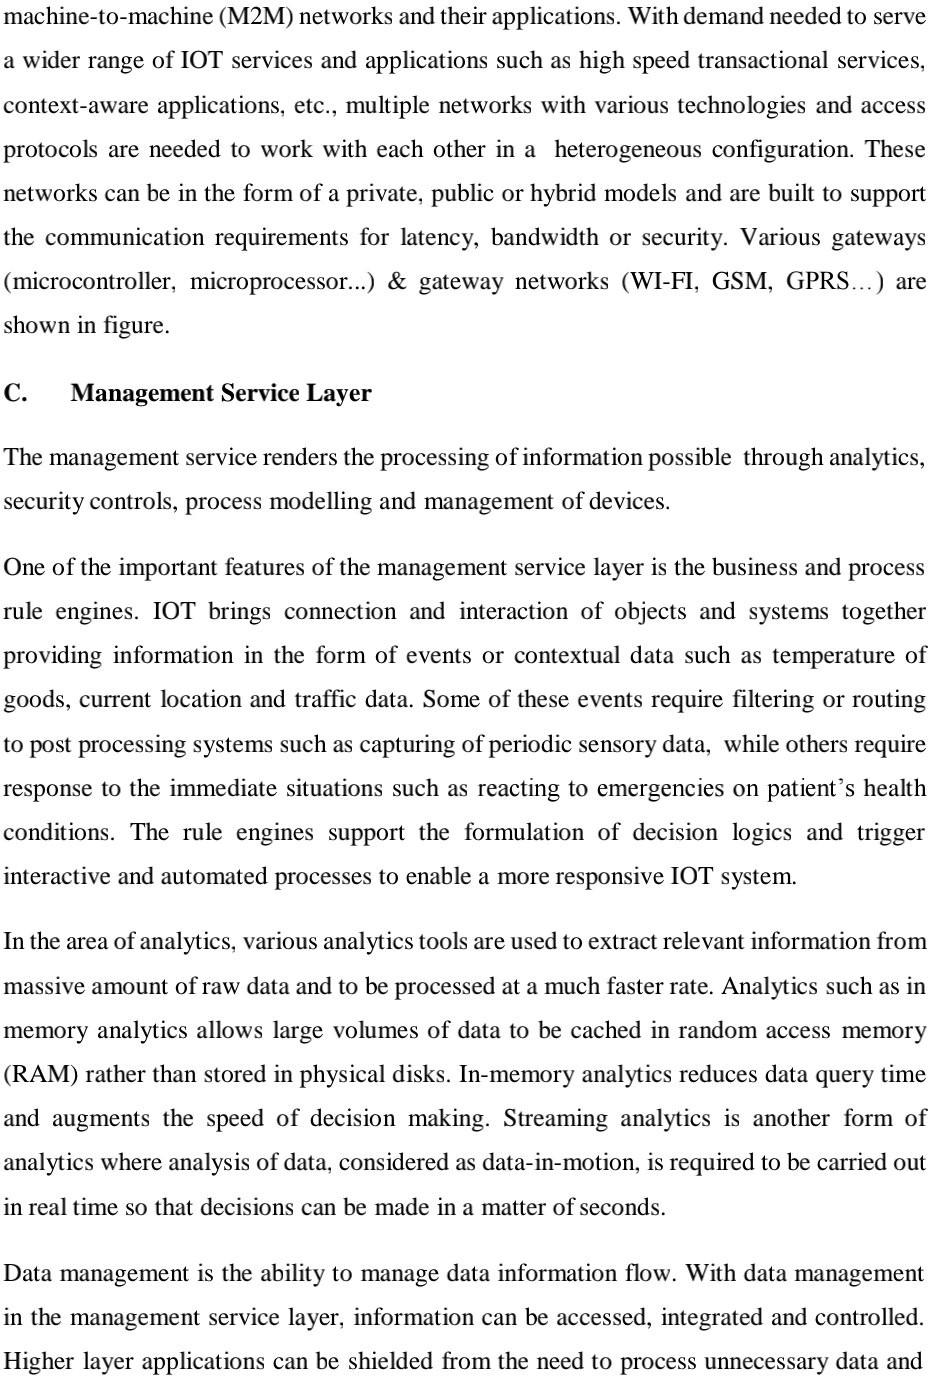 machine-to-machine (M2M) networks and their applications. With demand needed to serve
a wider range of IOT services and applications such as high speed transactional services,
context-aware applications, etc., multiple networks with various technologies and access
protocols are needed to work with each other in a heterogeneous configuration. These
networks can be in the form of a private, public or hybrid models and are built to support
the communication requirements for latency, bandwidth or security. Various gateways
(microcontroller, microprocessor...) & gateway networks (WI-FI, GSM, GPRS…) are
shown in figure.
C. Management Service Layer
The management service renders the processing of information possible through analytics,
security controls, process modelling and management of devices.
One of the important features of the management service layer is the business and process
rule engines. IOT brings connection and interaction of objects and systems together
providing information in the form of events or contextual data such as temperature of
goods, current location and traffic data. Some of these events require filtering or routing
to post processing systems such as capturing of periodic sensory data, while others require
response to the immediate situations such as reacting to emergencies on patient’s health
conditions. The rule engines support the formulation of decision logics and trigger
interactive and automated processes to enable a more responsive IOT system.
In the area of analytics, various analytics tools are used to extract relevant information from
massive amount of raw data and to be processed at a much faster rate. Analytics such as in
memory analytics allows large volumes of data to be cached in random access memory
(RAM) rather than stored in physical disks. In-memory analytics reduces data query time
and augments the speed of decision making. Streaming analytics is another form of
analytics where analysis of data, considered as data-in-motion, is required to be carried out
in real time so that decisions can be made in a matter of seconds.
Data management is the ability to manage data information flow. With data management
in the management service layer, information can be accessed, integrated and controlled.
Higher layer applications can be shielded from the need to process unnecessary data and